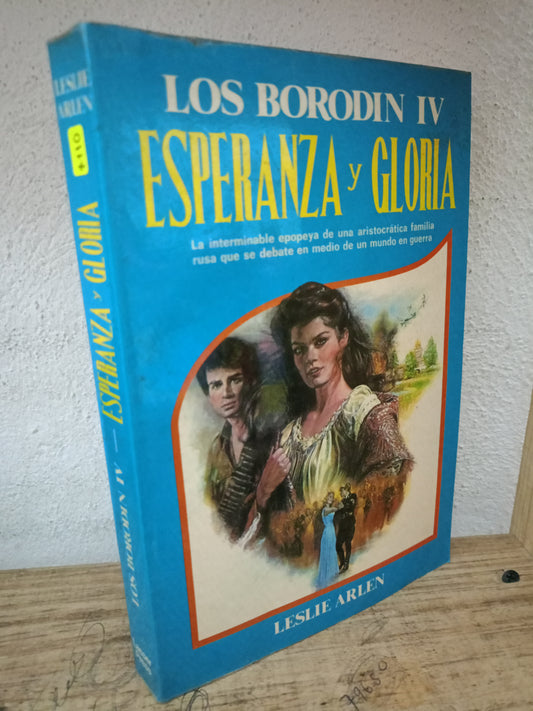 LOS BORODIN IV
ESPERANZA y GLORIA
La interminable epopeya de una aristocrática familia
rusa que se debate en medio de un mundo en guerra
LESLIE ARLEN
LESLIE
ARLEN
LOS BORODIN IV — ESPERANZA y GLORIA